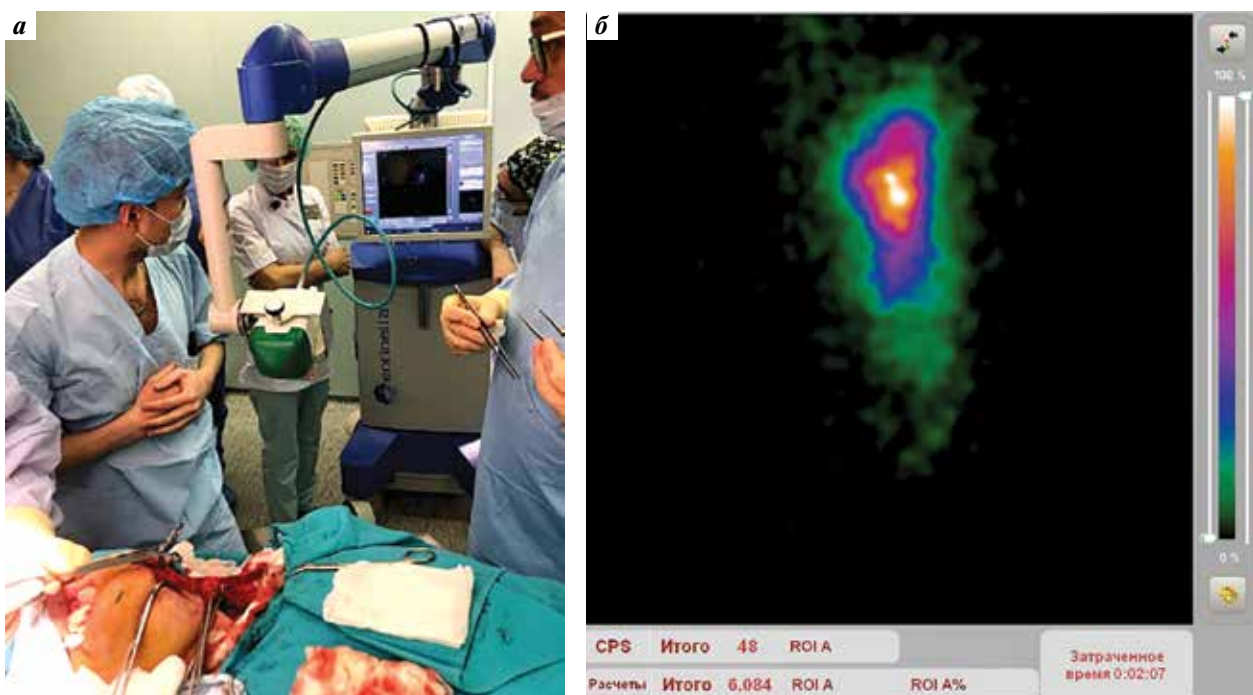 а
б
100 %
0 %
CPS Итого 48 ROI A
Расчеты Итого 6.084 ROI A ROI A%
Затраченное
время 0:02:07